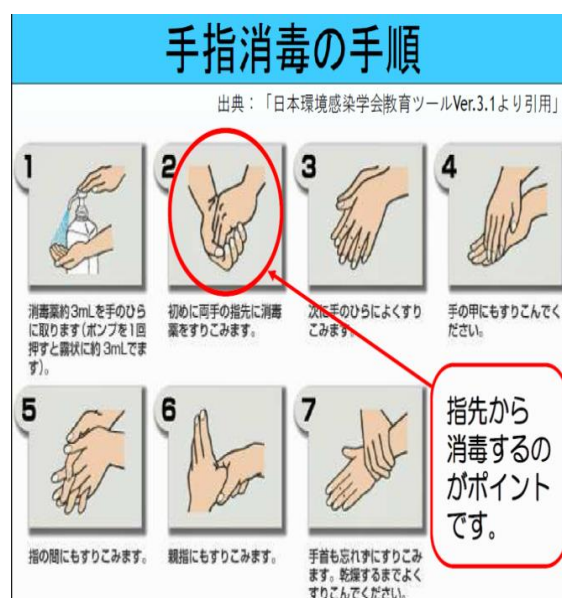 手指消毒の手順
出典：「日本環境感染学会教育ツールVer.3.1より引用」
1
消毒薬約3mLを手のひら
に取ります（ポンプを1回
押すと霧状に約3mLでま
す）。
2
初めに両手の指先に消毒
薬をすりこみます。
3
次に手のひらによくすり
こみます。
4
手の甲にもすりこんでく
ださい。
5
指の間にもすりこみます。
6
親指にもすりこみます。
7
手首も忘れずにすりこみ
ます。乾燥するまでよく
すりこんでください。
指先から
消毒するの
がポイント
です。